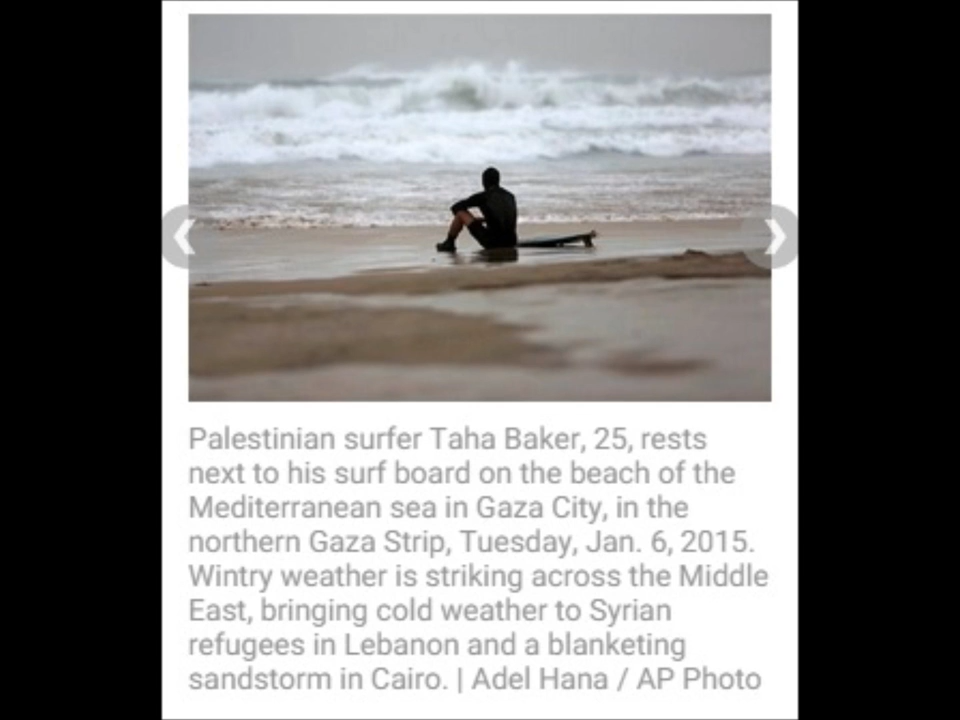 Palestinian surfer Taha Baker, 25, rests
next to his surf board on the beach of the
Mediterranean sea in Gaza City, in the
northern Gaza Strip, Tuesday, Jan. 6, 2015.
Wintry weather is striking across the Middle
East, bringing cold weather to Syrian
refugees in Lebanon and a blanketing
sandstorm in Cairo. | Adel Hana / AP Photo